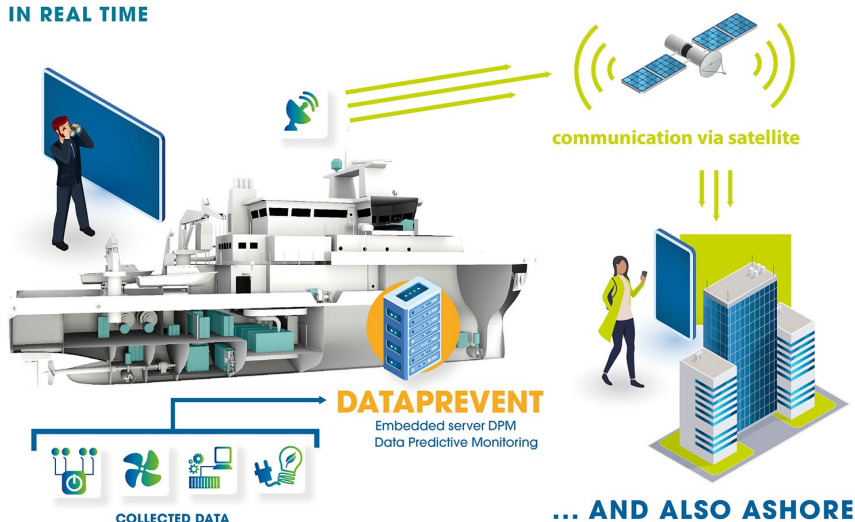 IN REAL TIME
communication via satellite
DATAPREVENT
Embedded server DPM
Data Predictive Monitoring
COLLECTED DATA
... AND ALSO ASHORE